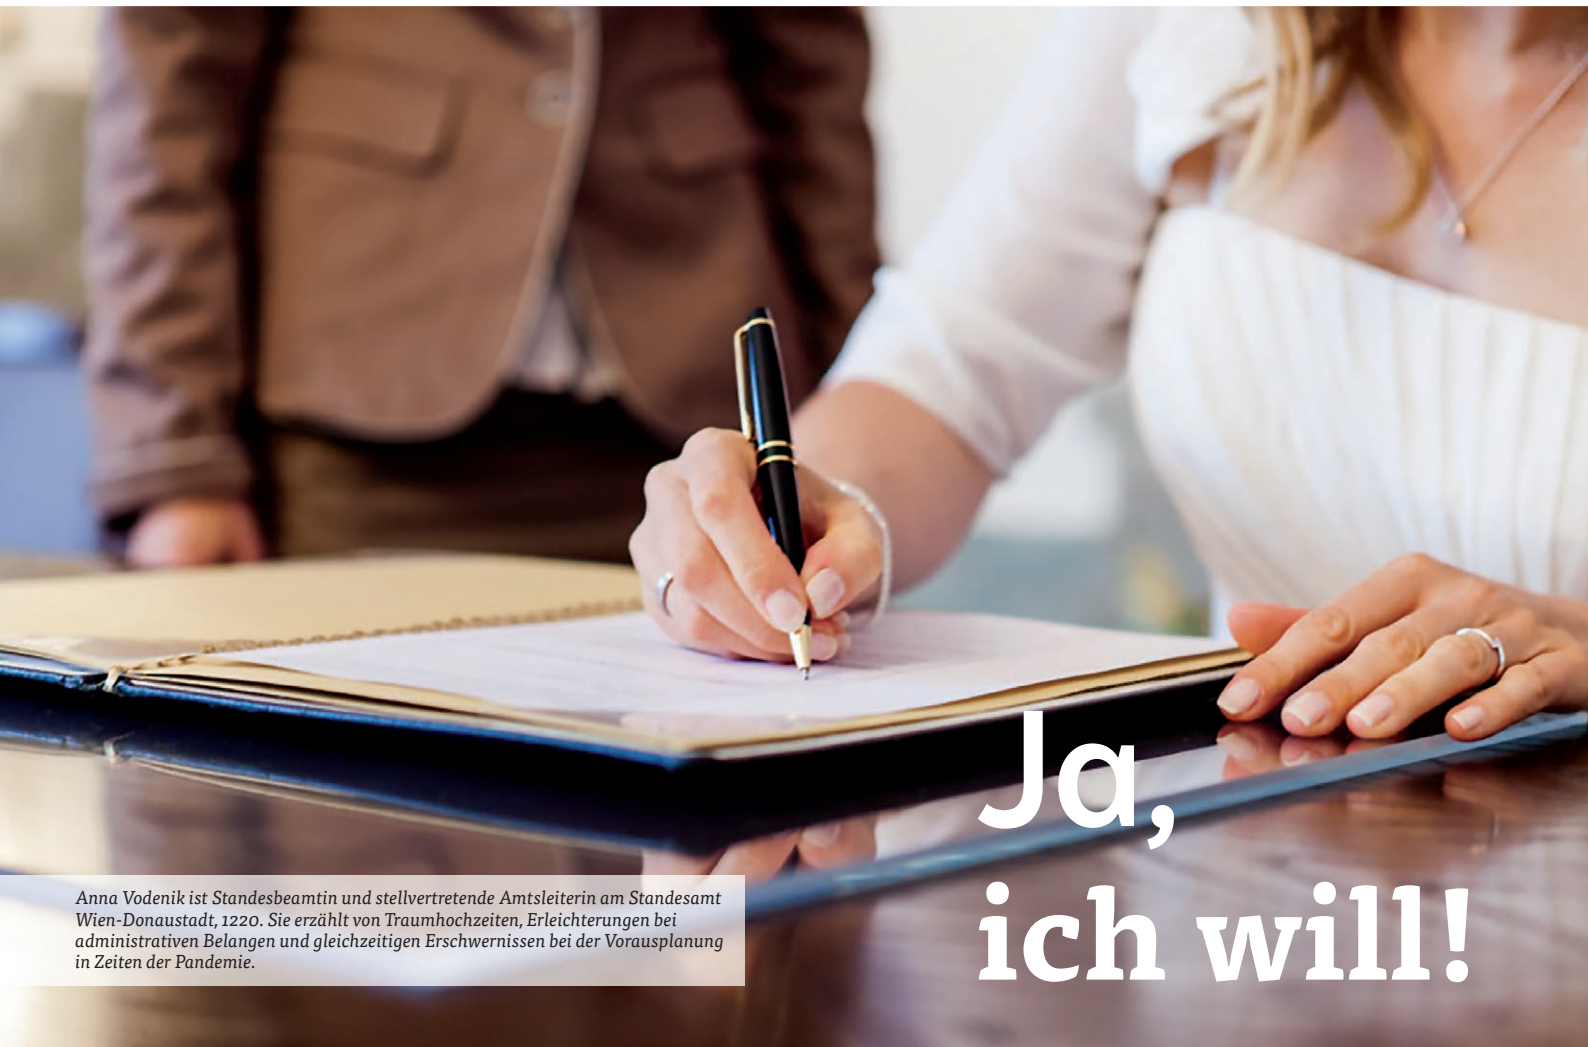 Ja,
ich will!
Anna Vodenik ist Standesbeamtin und stellvertretende Amtsleiterin am Standesamt
Wien-Donaustadt, 1220. Sie erzählt von Traumhochzeiten, Erleichterungen bei
administrativen Belangen und gleichzeitigen Erschwernissen bei der Vorausplanung
in Zeiten der Pandemie.